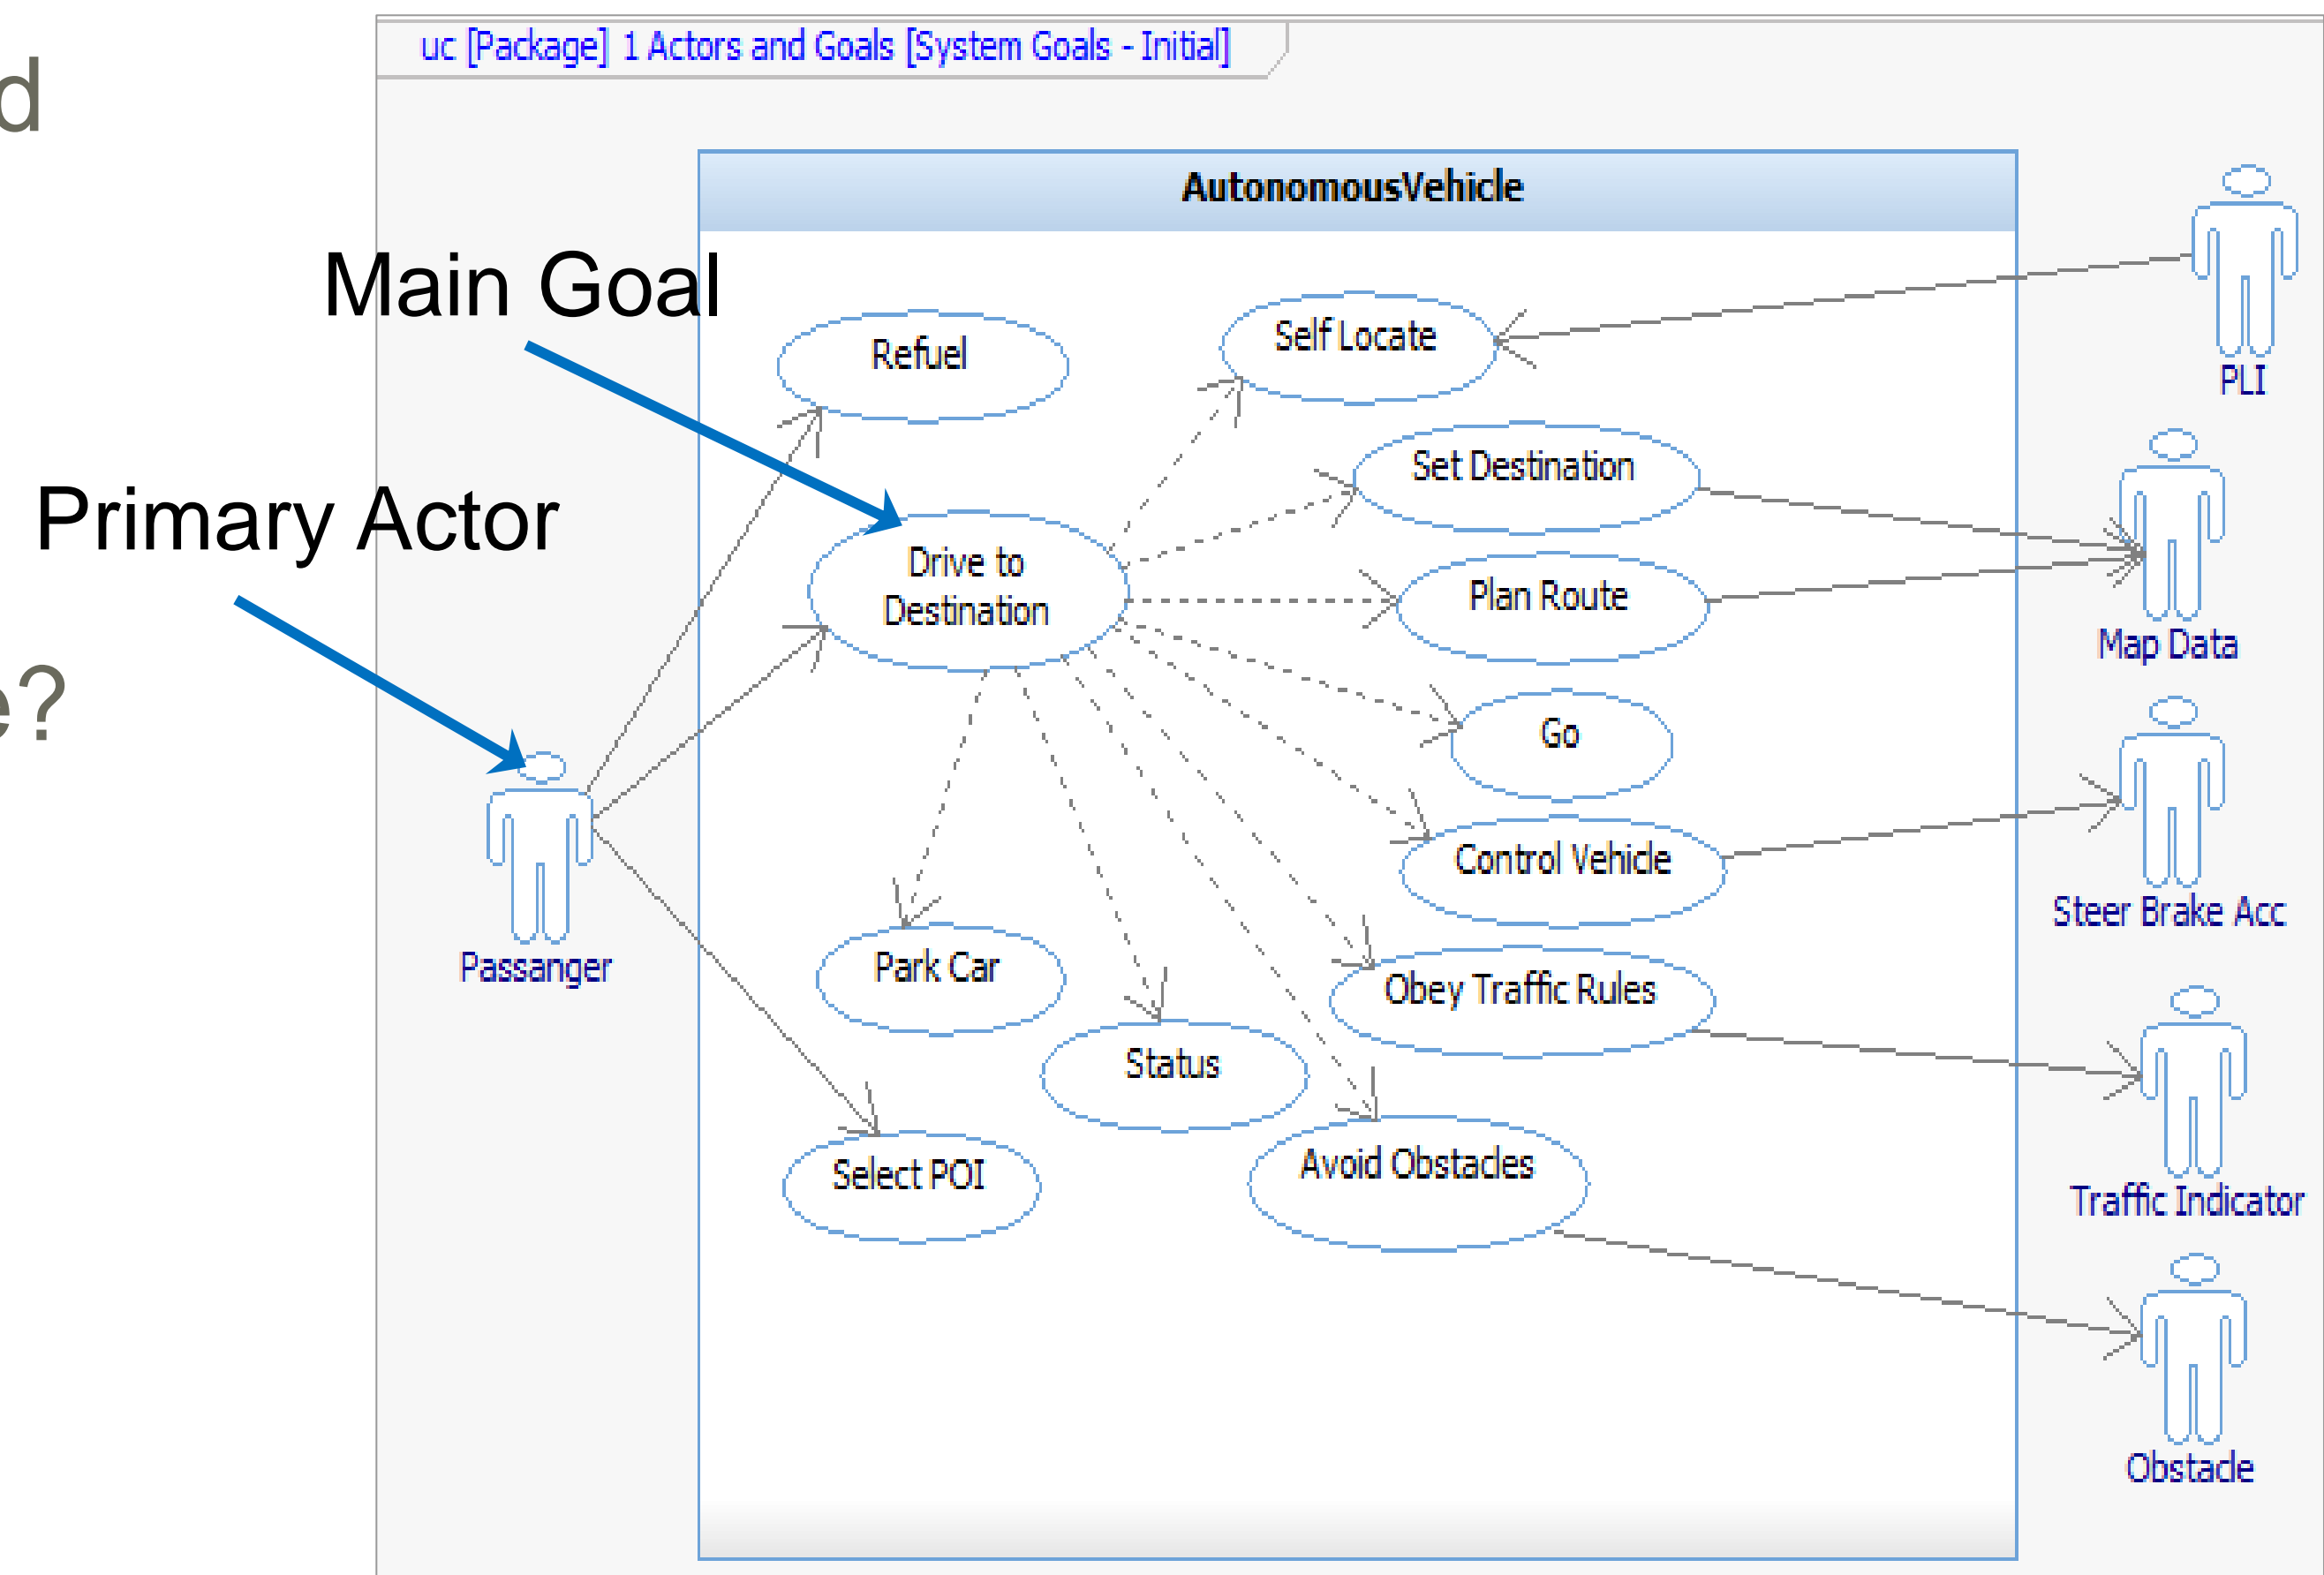 d
uc [Package] 1 Actors and Goals [System Goals - Initial]
AutonomousVehicle
Main Goal
Self Locate
Refuel
PLI
Set Destination
Primary Actor
Drive to
Destination
Plan Route
Map Data
e?
Go
Control Vehicle
Steer Brake Acc
Passanger
Park Car
Obey Traffic Rules
Status
Select POI
Avoid Obstacles
Traffic Indicator
Obstacle